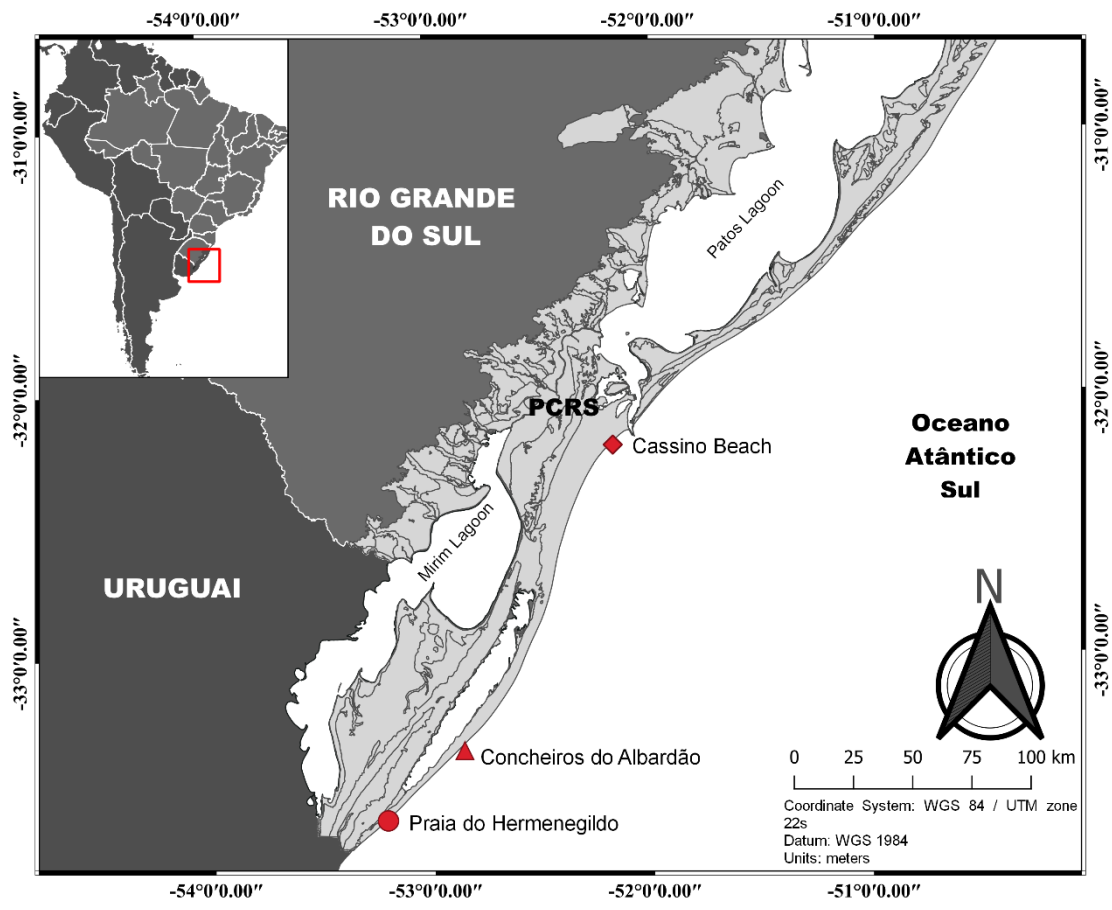 -54°0′0.00″ -53°0′0.00″ -52°0′0.00″ -51°0′0.00″
-31°0′0.00″
-31°0′0.00″
RIO GRANDE
DO SUL
Patos Lagoon
-32°0′0.00″
-32°0′0.00″
PCRS
Cassino Beach
Oceano
Atântico
Sul
Mirim Lagoon
URUGUAI
N
-33°0′0.00″
-33°0′0.00″
Concheiros do Albardão
Praia do Hermenegildo
0 25 50 75 100 km
Coordinate System: WGS 84 / UTM zone
22s
Datum: WGS 1984
Units: meters
-54°0′0.00″ -53°0′0.00″ -52°0′0.00″ -51°0′0.00″